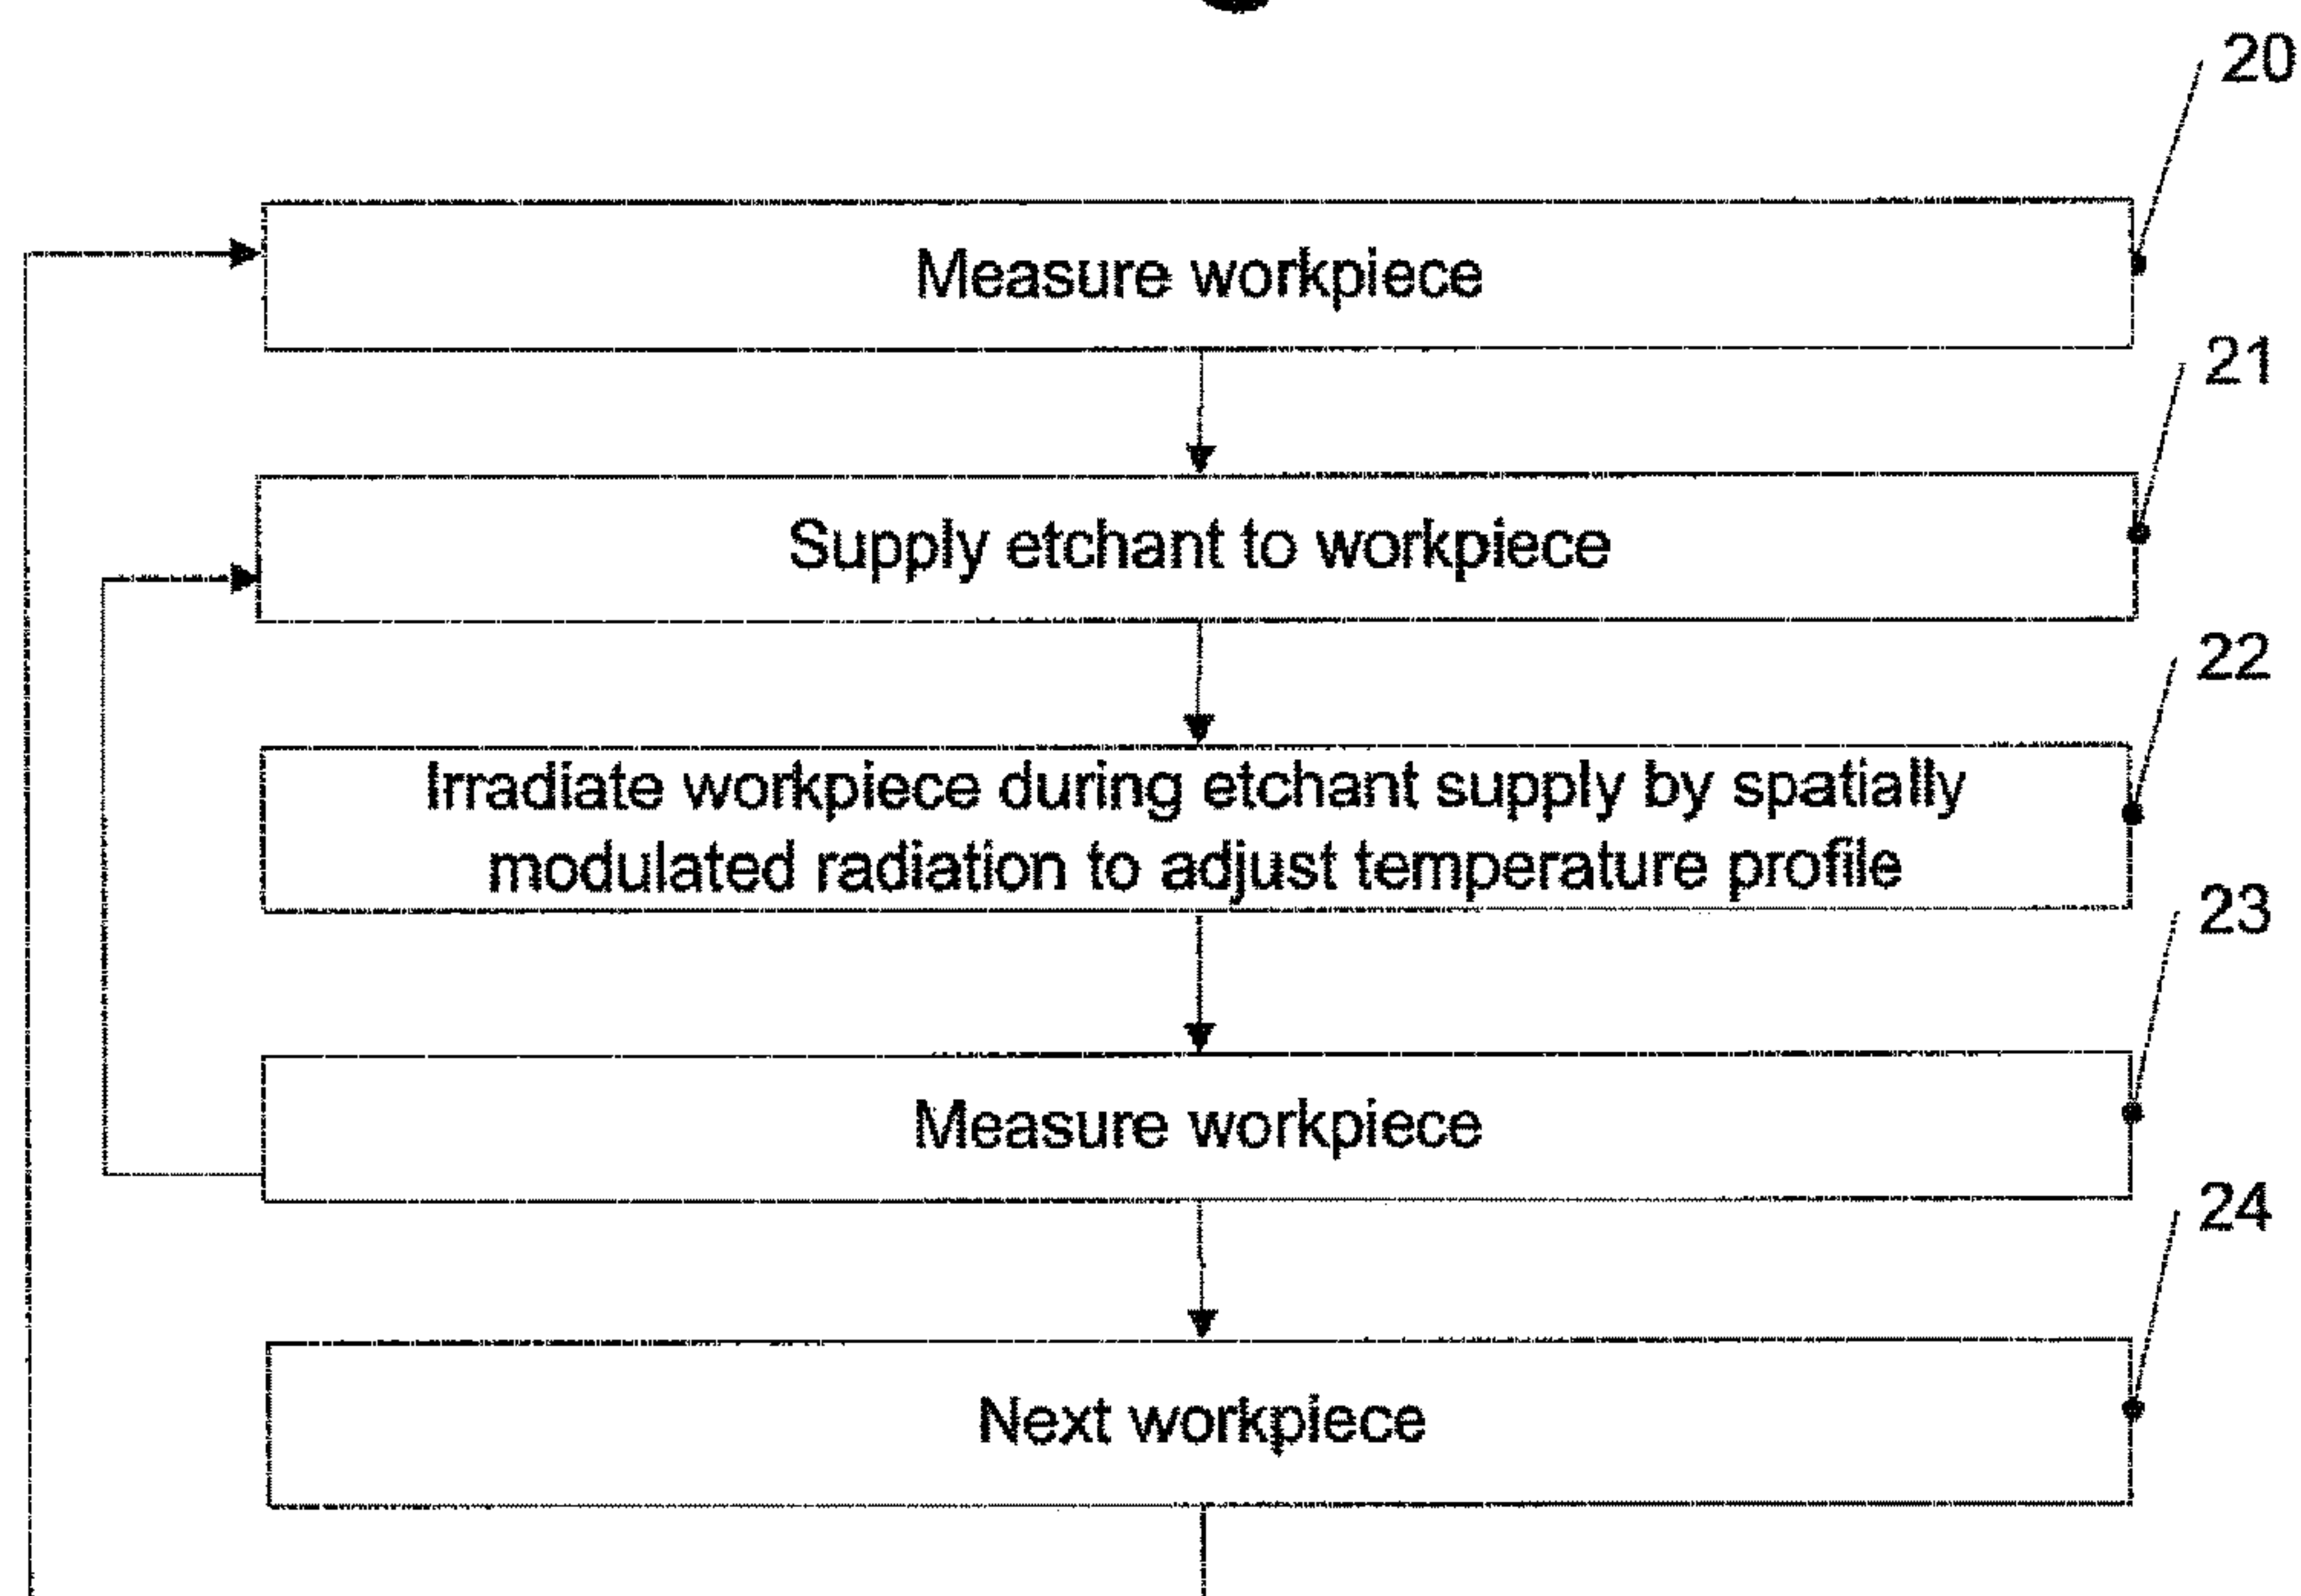 20
Measure workpiece
21
Supply etchant to workpiece
22
Irradiate workpiece during etchant supply by spatially
modulated radiation to adjust temperature profile
23
Measure workpiece
24
Next workpiece